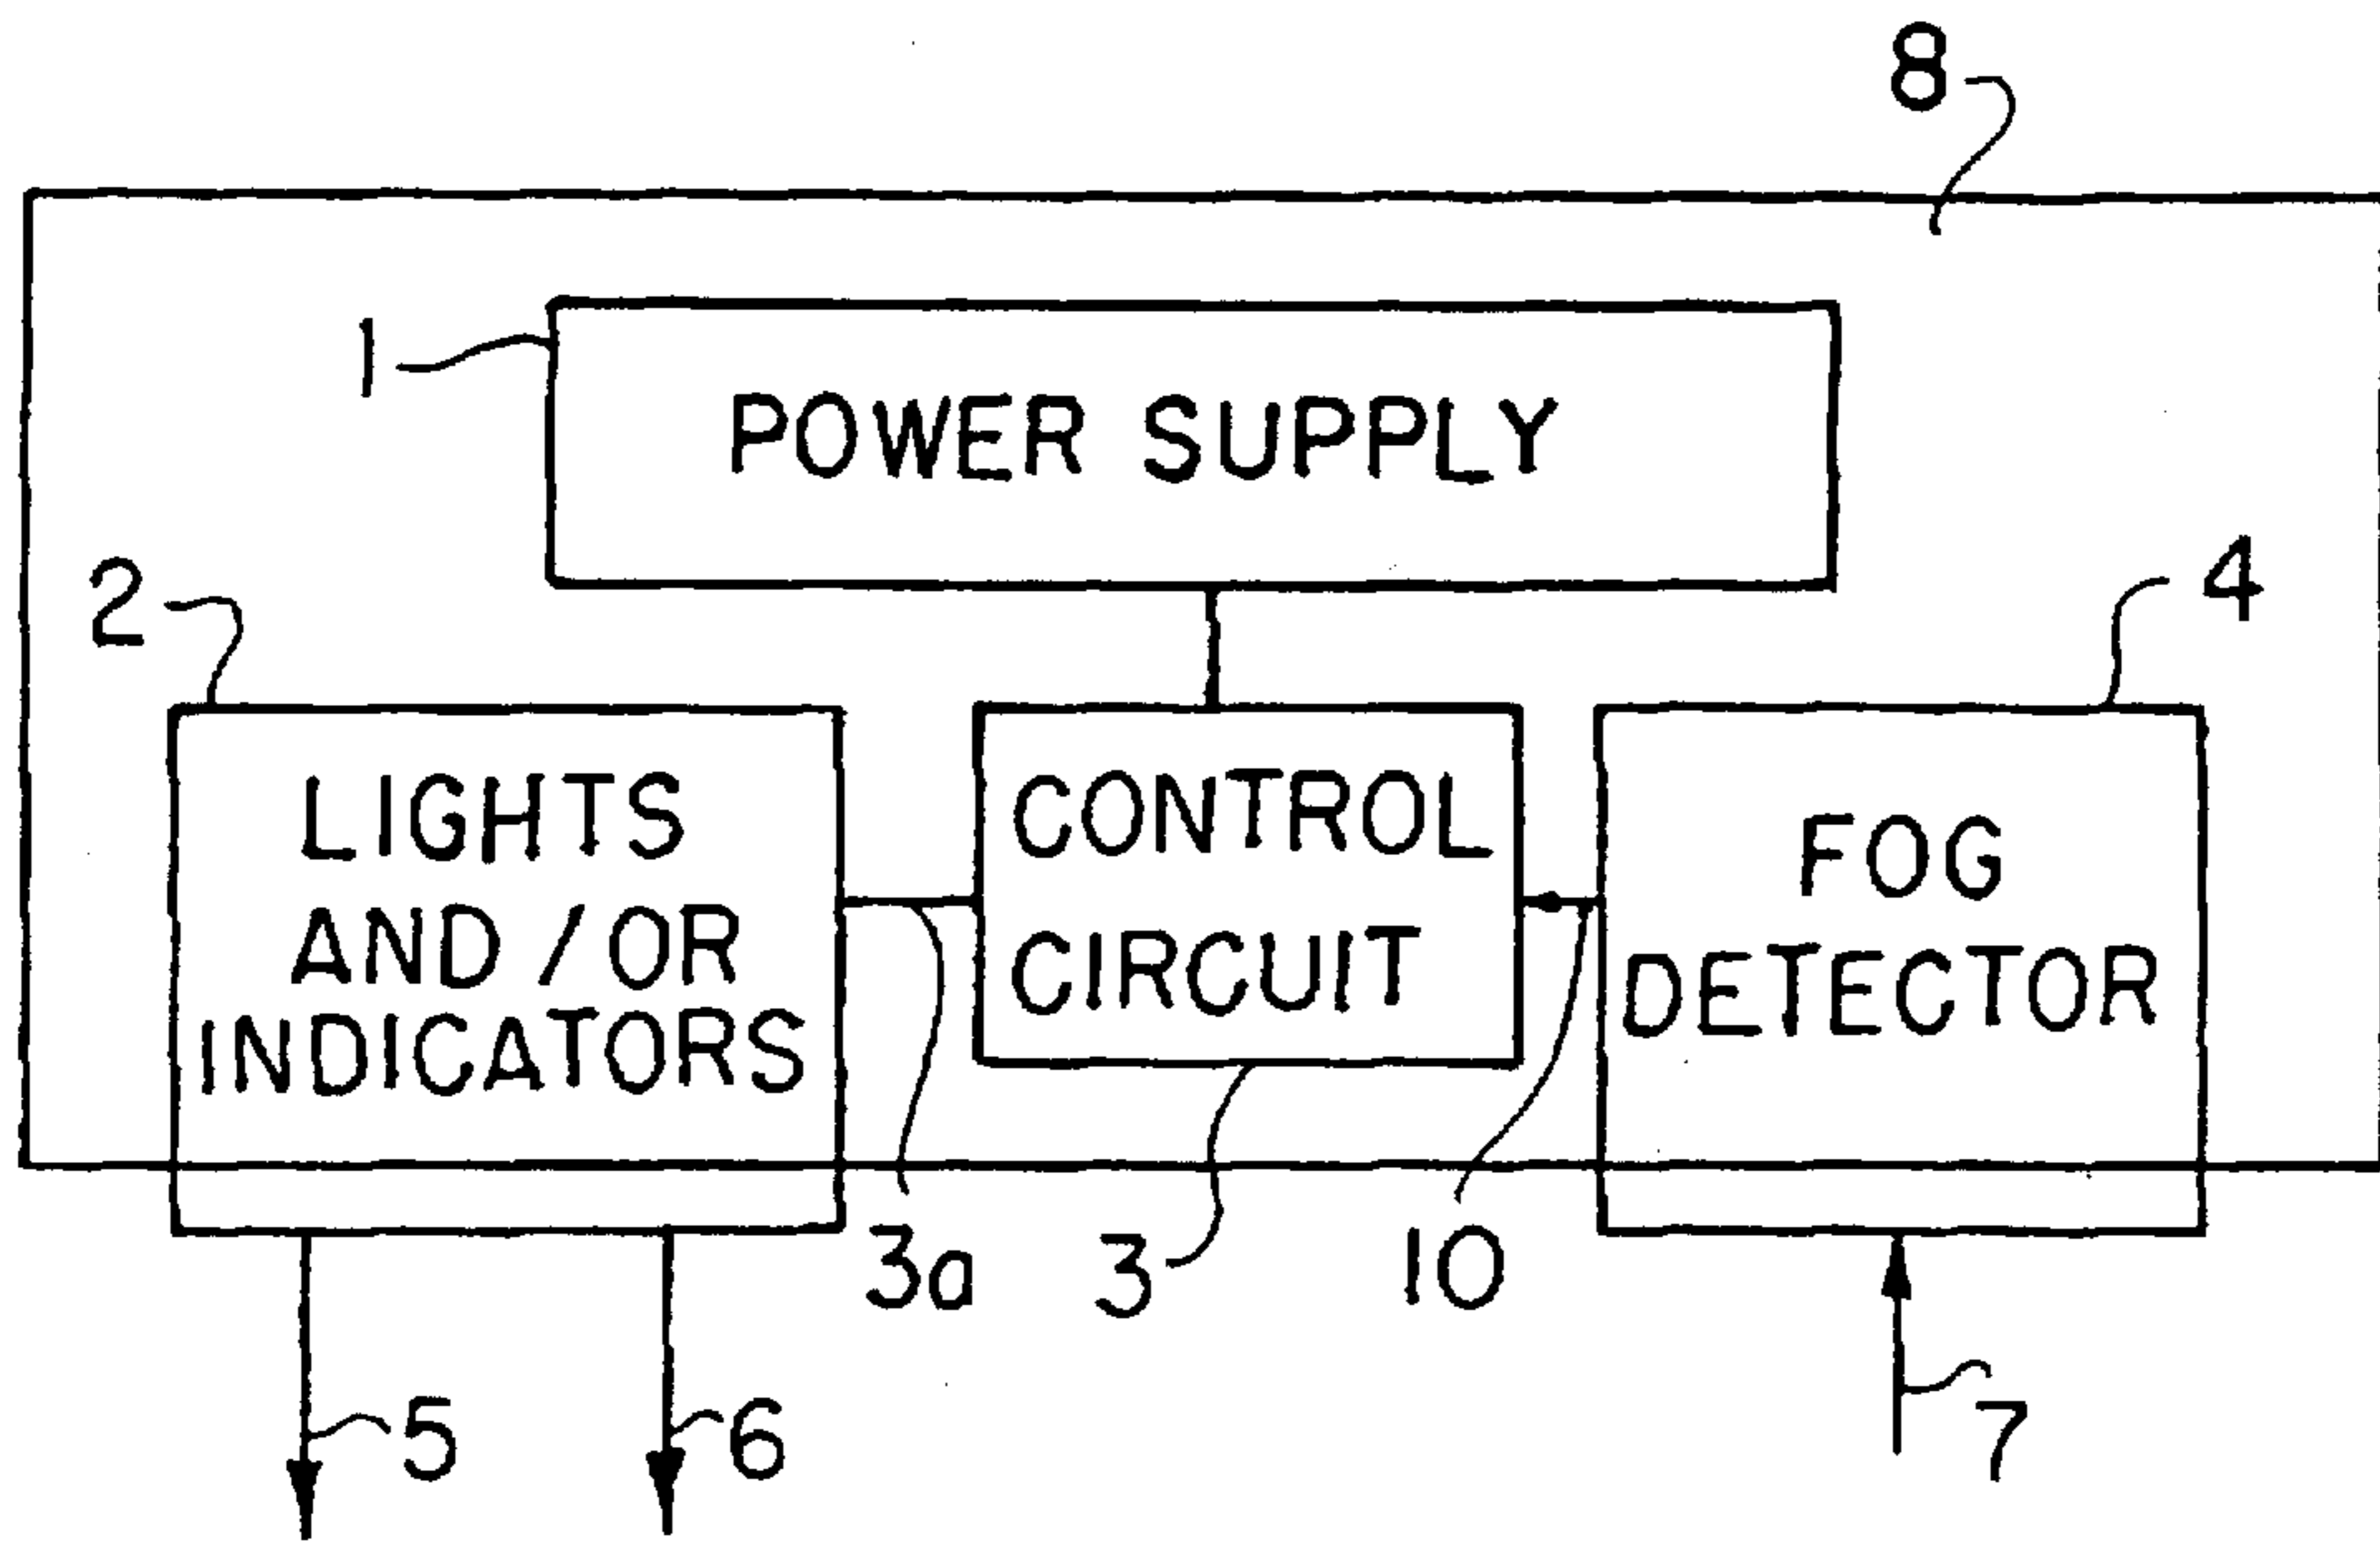 8
1
POWER SUPPLY
2
4
LIGHTS
AND/OR
INDICATORS
CONTROL
CIRCUIT
FOG
DETECTOR
3a
3
10
5
6
7